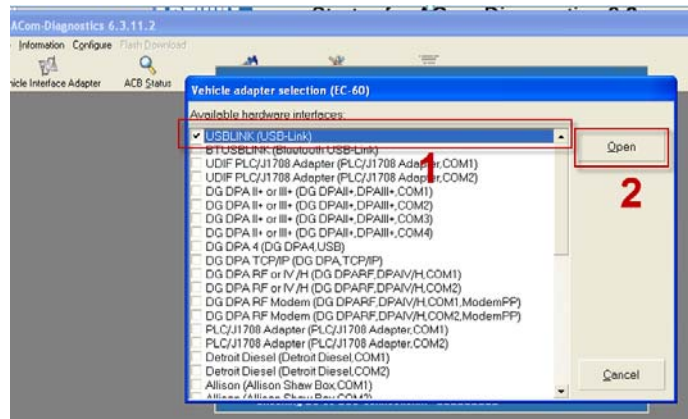 ACom-Diagnostics 6.3.11.2
Information Configure Flash Download
hicle Interface Adapter ACB Status
Vehicle adapter selection (EC-60)
Available hardware interfaces:
USBLINK (USB-Link)
BTUSBLINK (Bluetooth USB-Link)
UDIF PLC/J1708 Adapter (PLC/J1708 Adapter,COM1)
UDIF PLC/J1708 Adapter (PLC/J1708 Adapter,COM2)
DG DPA II+ or III+ (DG DPAII+,DPAIII+,COM1)
DG DPA II+ or III+ (DG DPAII+,DPAIII+,COM2)
DG DPA II+ or III+ (DG DPAII+,DPAIII+,COM3)
DG DPA II+ or III+ (DG DPAII+,DPAIII+,COM4)
DG DPA 4 (DG DPA4,USB)
DG DPA TCP/IP (DG DPA,TCP/IP)
DG DPA RF or IV/H (DG DPARF,DPAIV/H,COM1)
DG DPA RF or IV/H (DG DPARF,DPAIV/H,COM2)
DG DPA RF Modem (DG DPARF,DPAIV/H,COM1,ModemPP)
DG DPA RF Modem (DG DPARF,DPAIV/H,COM2,ModemPP)
PLC/J1708 Adapter (PLC/J1708 Adapter,COM1)
PLC/J1708 Adapter (PLC/J1708 Adapter,COM2)
Detroit Diesel (Detroit Diesel,COM1)
Detroit Diesel (Detroit Diesel,COM2)
Allison (Allison Shaw Box,COM1)
Allison (Allison Shaw Box,COM2)
Open
1
2
Cancel